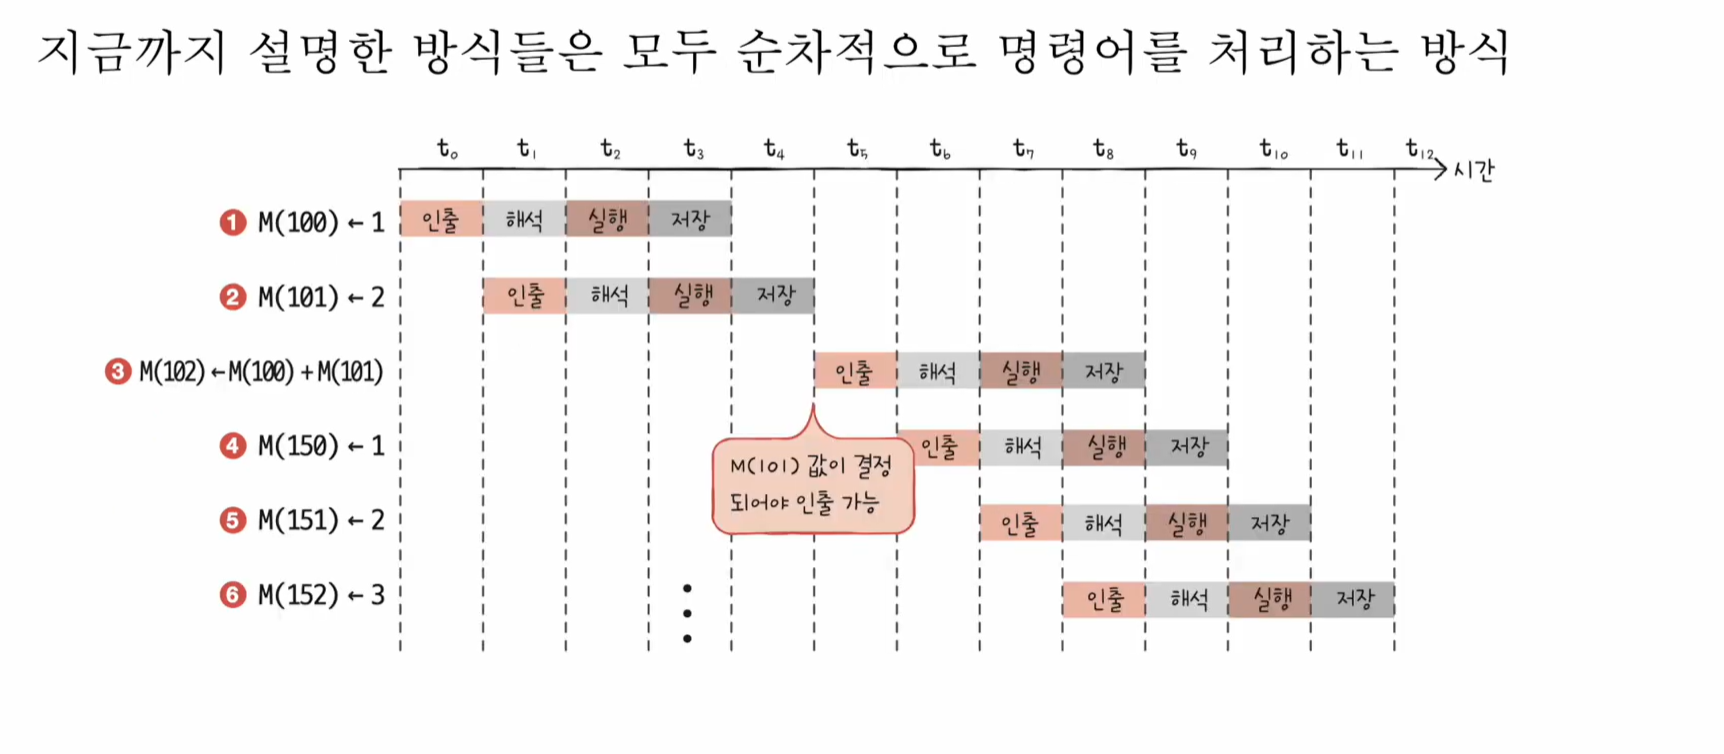 지금까지 설명한 방식들은 모두 순차적으로 명령어를 처리하는 방식
t₀ t₁ t₂ t₃ t₄ t₅ t₆ t₇ t₈ t₉ t₁₀ t₁₁ t₁₂ 시간
1 M(100) ← 1 인출 해석 실행 저장
2 M(101) ← 2 인출 해석 실행 저장
3 M(102) ← M(100) + M(101) 인출 해석 실행 저장
4 M(150) ← 1 인출 해석 실행 저장
M(101) 값이 결정
되어야 인출 가능
5 M(151) ← 2 인출 해석 실행 저장
6 M(152) ← 3 인출 해석 실행 저장